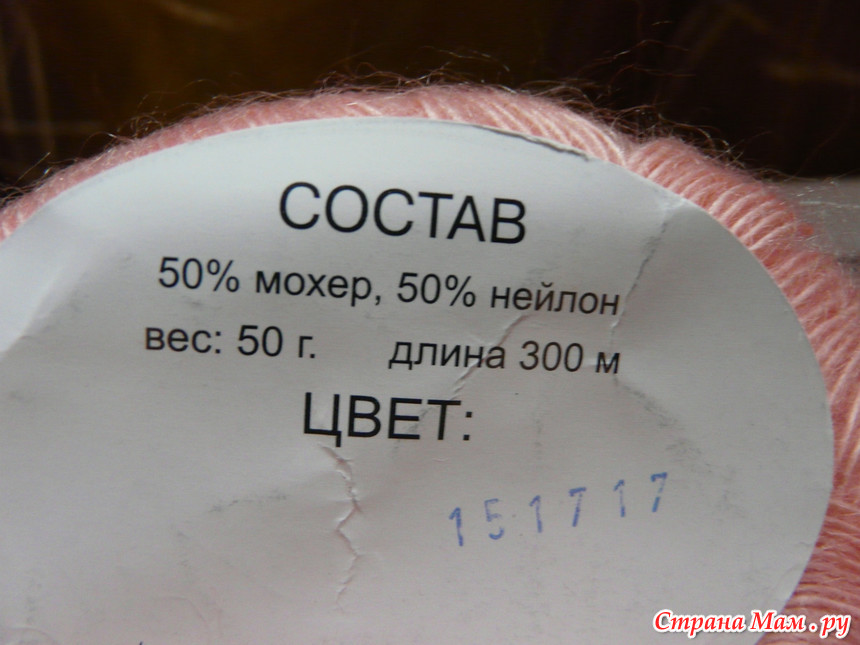 СОСТАВ
50% мохер, 50% нейлон
вес: 50 г. длина 300 м
ЦВЕТ:
151717
Страна Мам.ру